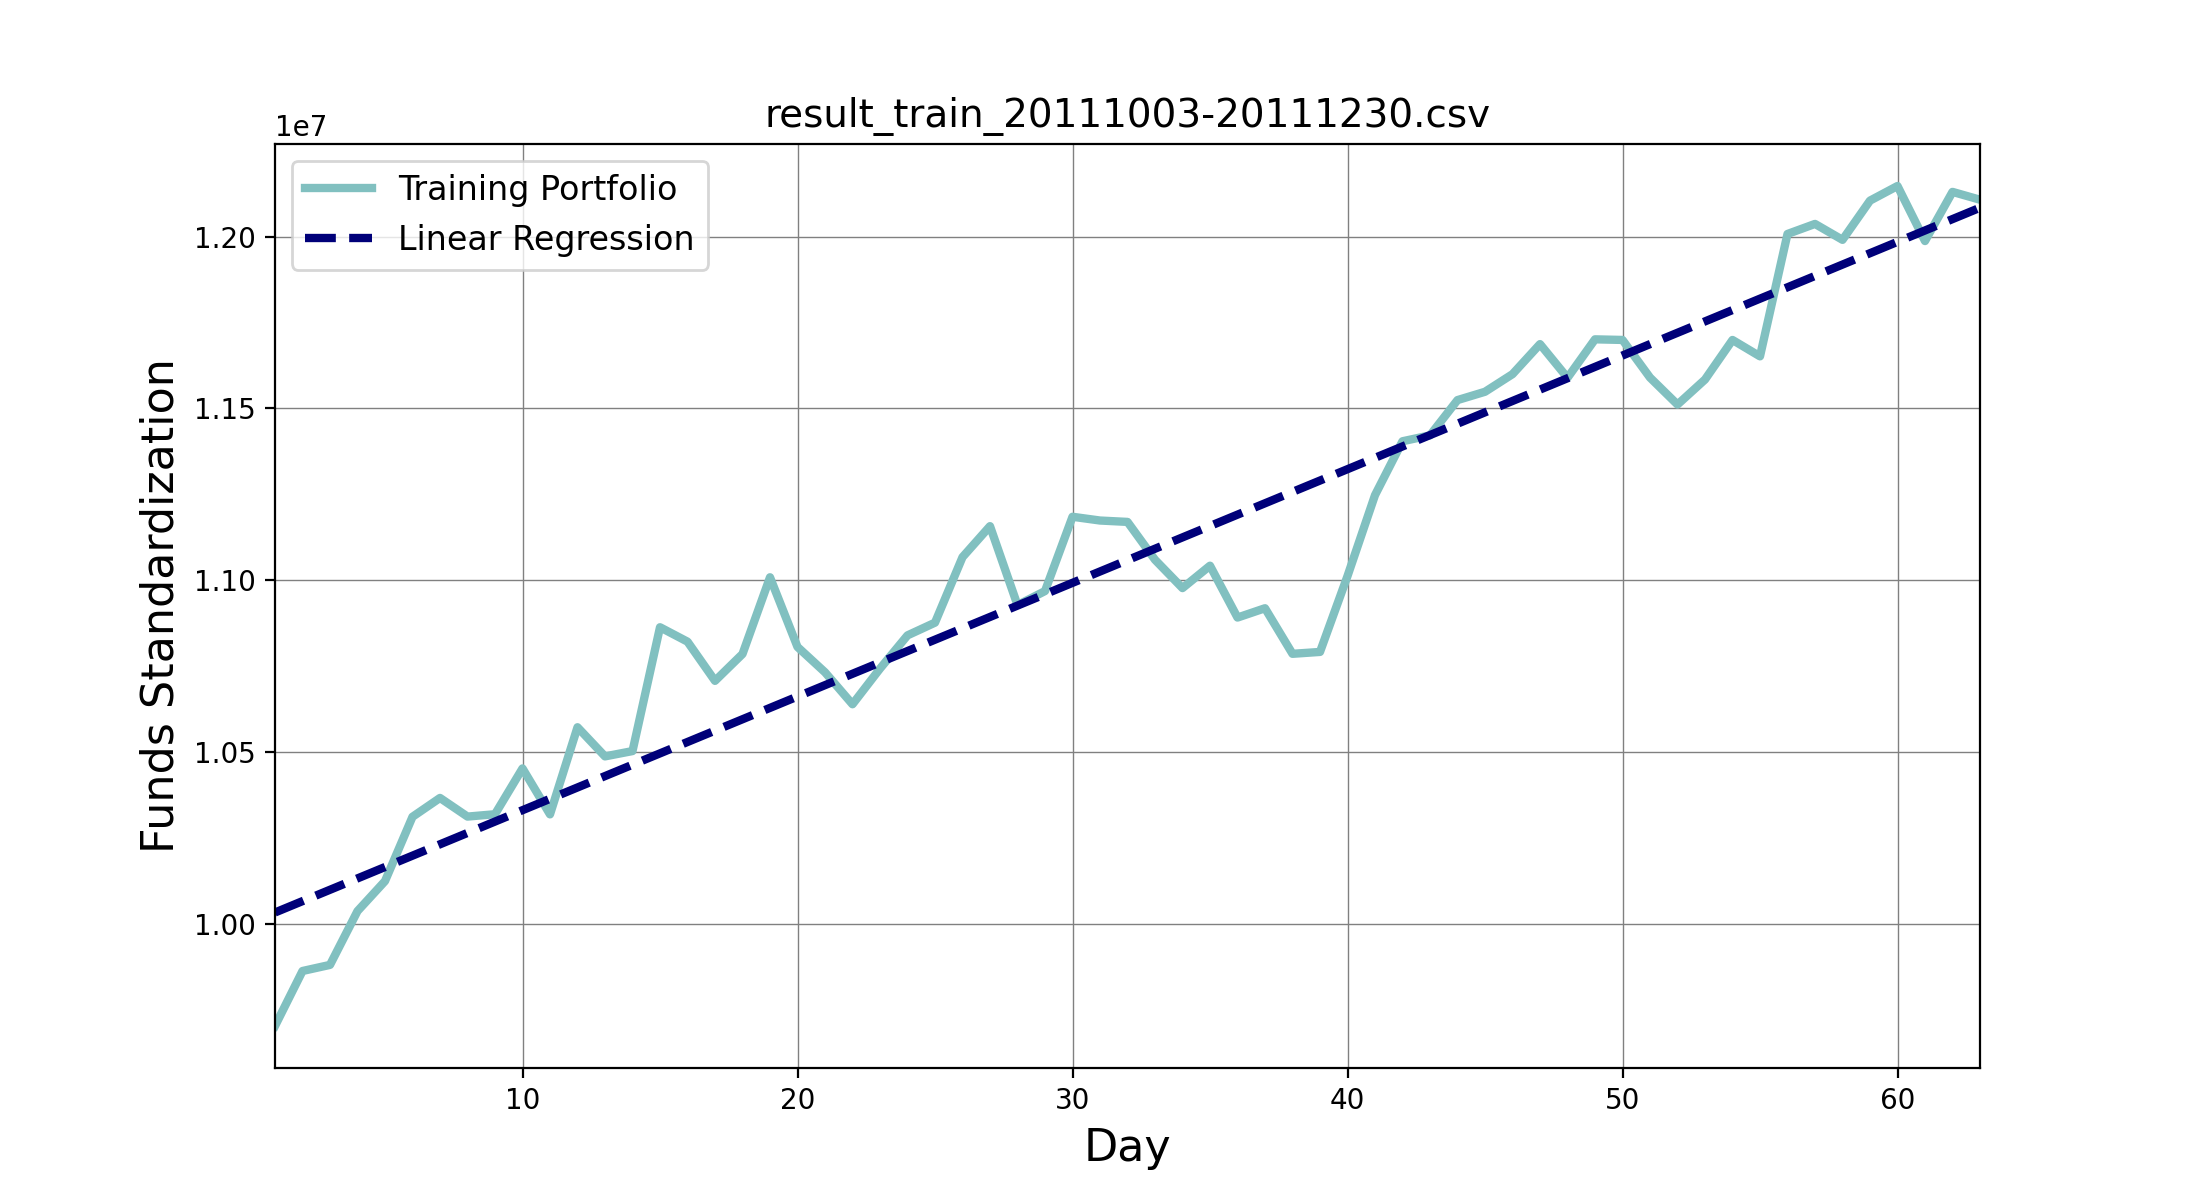 result_train_20111003-20111230.csv
1e7
Training Portfolio
Linear Regression
1.20
1.15
1.10
1.05
1.00
Funds Standardization
10 20 30 40 50 60
Day